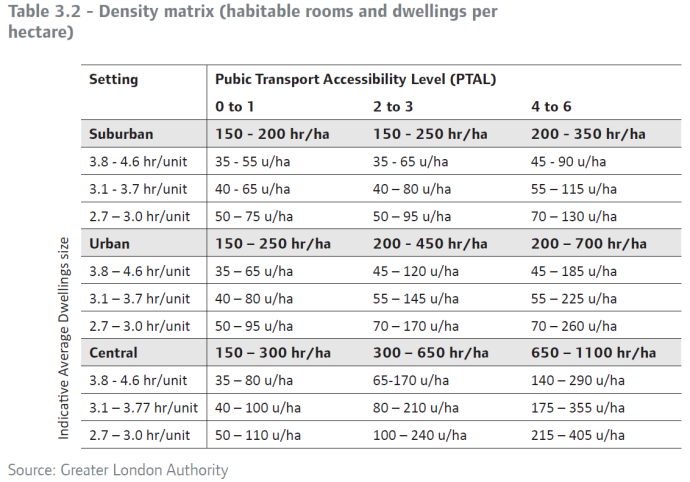 Table 3.2 - Density matrix (habitable rooms and dwellings per
hectare)
Setting Pubic Transport Accessibility Level (PTAL)
0 to 1 2 to 3 4 to 6
Suburban 150 - 200 hr/ha 150 - 250 hr/ha 200 - 350 hr/ha
3.8 - 4.6 hr/unit 35 - 55 u/ha 35 - 65 u/ha 45 - 90 u/ha
3.1 - 3.7 hr/unit 40 - 65 u/ha 40 – 80 u/ha 55 – 115 u/ha
2.7 – 3.0 hr/unit 50 – 75 u/ha 50 – 95 u/ha 70 – 130 u/ha
Urban 150 – 250 hr/ha 200 - 450 hr/ha 200 – 700 hr/ha
3.8 – 4.6 hr/unit 35 – 65 u/ha 45 – 120 u/ha 45 – 185 u/ha
3.1 – 3.7 hr/unit 40 – 80 u/ha 55 – 145 u/ha 55 – 225 u/ha
2.7 – 3.0 hr/unit 50 – 95 u/ha 70 – 170 u/ha 70 – 260 u/ha
Central 150 – 300 hr/ha 300 – 650 hr/ha 650 – 1100 hr/ha
3.8 - 4.6 hr/unit 35 – 80 u/ha 65-170 u/ha 140 – 290 u/ha
3.1 – 3.77 hr/unit 40 – 100 u/ha 80 – 210 u/ha 175 – 355 u/ha
2.7 – 3.0 hr/unit 50 – 110 u/ha 100 – 240 u/ha 215 – 405 u/ha
Indicative Average Dwellings size
Source: Greater London Authority